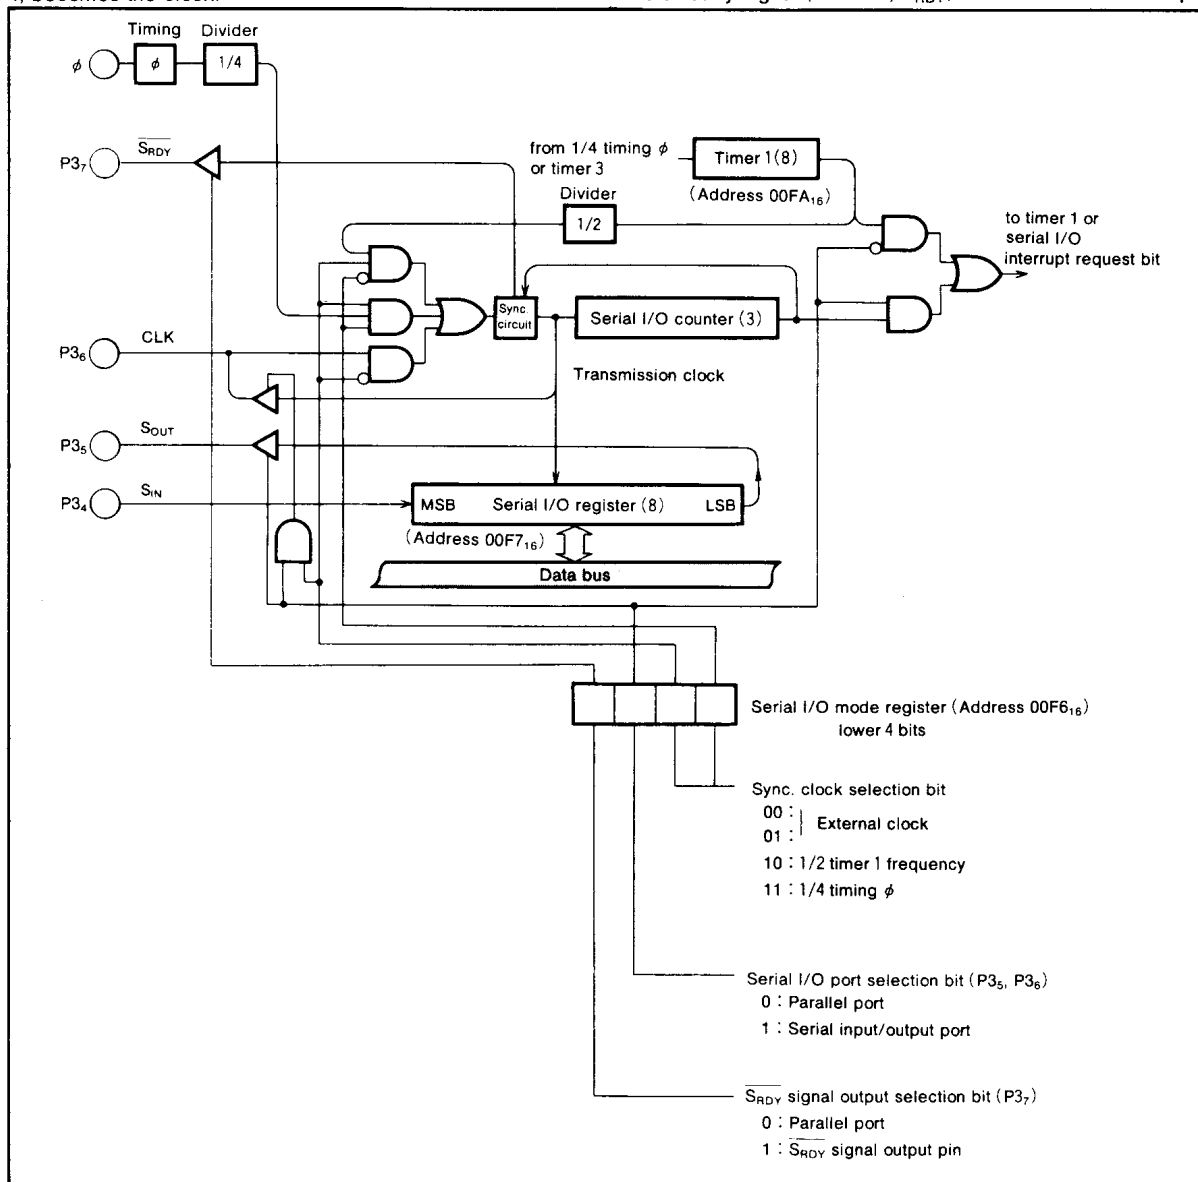 Timing Divider
φ φ 1/4
P3₇ S̅R̅D̅Y̅
from 1/4 timing φ
or timer 3
Timer 1(8)
(Address 00FA₁₆)
Divider
1/2
to timer 1 or
serial I/O
interrupt request bit
Sync.
circuit
Serial I/O counter (3)
P3₆ CLK
Transmission clock
P3₅ SOUT
P3₄ SIN
MSB Serial I/O register (8) LSB
(Address 00F7₁₆)
Data bus
Serial I/O mode register (Address 00F6₁₆)
lower 4 bits
Sync. clock selection bit
00 :
01 :
External clock
10 : 1/2 timer 1 frequency
11 : 1/4 timing φ
Serial I/O port selection bit (P3₅, P3₆)
0 : Parallel port
1 : Serial input/output port
S̅R̅D̅Y̅ signal output selection bit (P3₇)
0 : Parallel port
1 : S̅R̅D̅Y̅ signal output pin